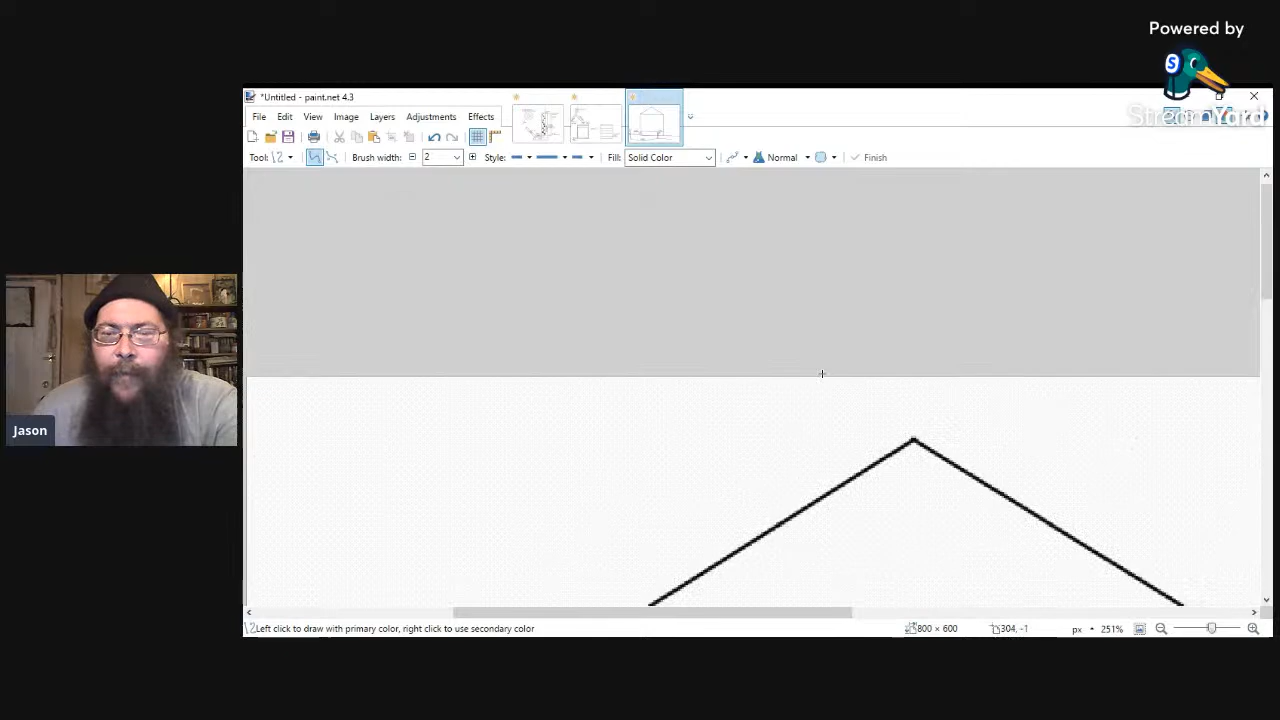 Powered by
S
StreamYard
*Untitled - paint.net 4.3
File Edit View Image Layers Adjustments Effects
Tool: Brush width: 2 Style: Fill: Solid Color Normal Finish
Jason
Left click to draw with primary color, right click to use secondary color
800 × 600
304, -1
px
251%